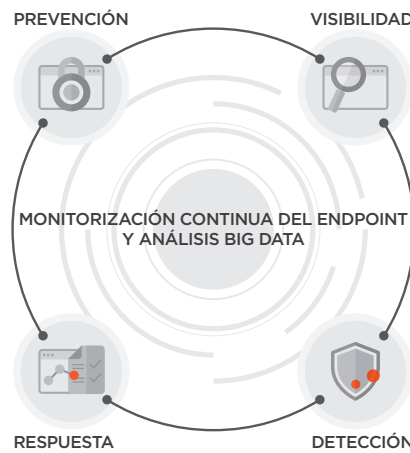 PREVENCIÓN
VISIBILIDAD
MONITORIZACIÓN CONTINUA DEL ENDPOINT
Y ANÁLISIS BIG DATA
RESPUESTA
DETECCIÓN